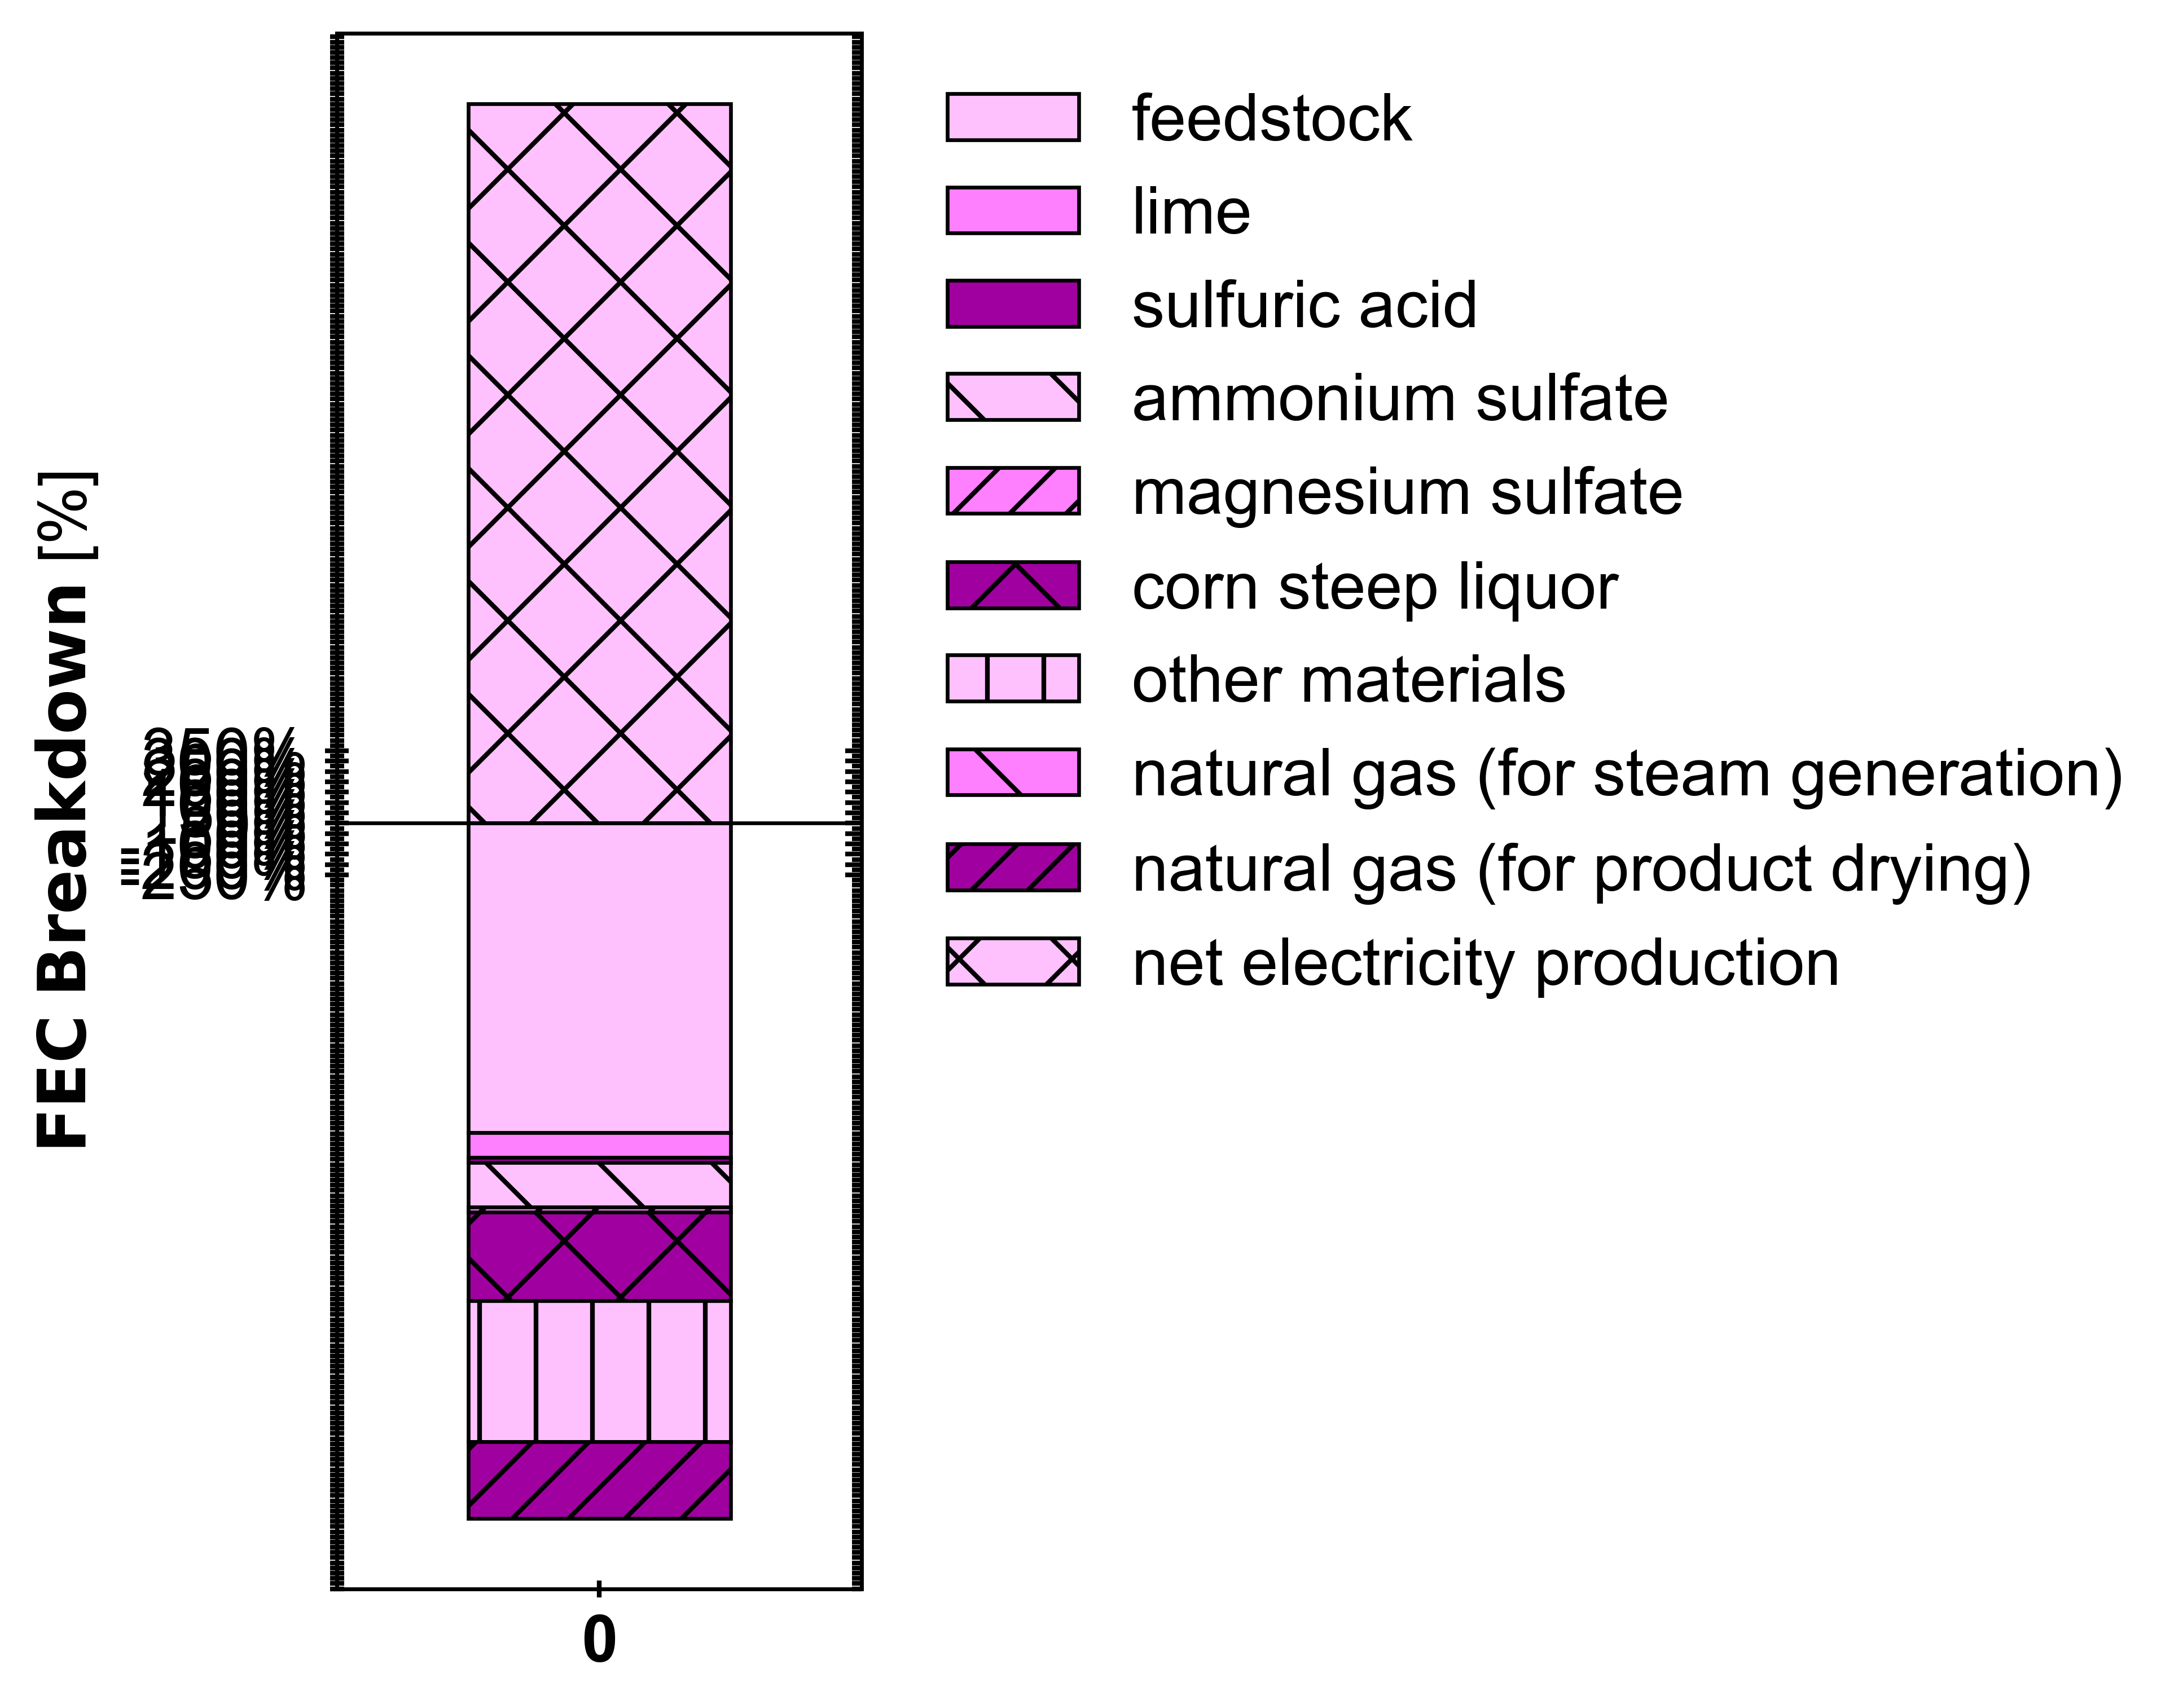 FEC Breakdown [%]
350%
0
feedstock
lime
sulfuric acid
ammonium sulfate
magnesium sulfate
corn steep liquor
other materials
natural gas (for steam generation)
natural gas (for product drying)
net electricity production